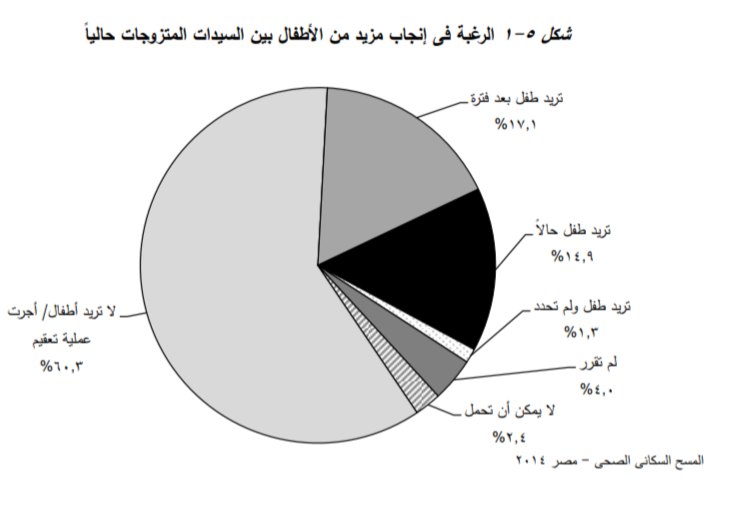 شكل ٥-١ الرغبة فى إنجاب مزيد من الأطفال بين السيدات المتزوجات حالياً
تريد طفل بعد فترة
%١٧,١
تريد طفل حالاً
%١٤,٩
تريد طفل ولم تحدد
%١,٣
لم تقرر
%٤,٠
لا يمكن أن تحمل
%٢,٤
لا تريد أطفال/ أجرت
عملية تعقيم
%٦٠,٣
المسح السكانى الصحى – مصر ٢٠١٤